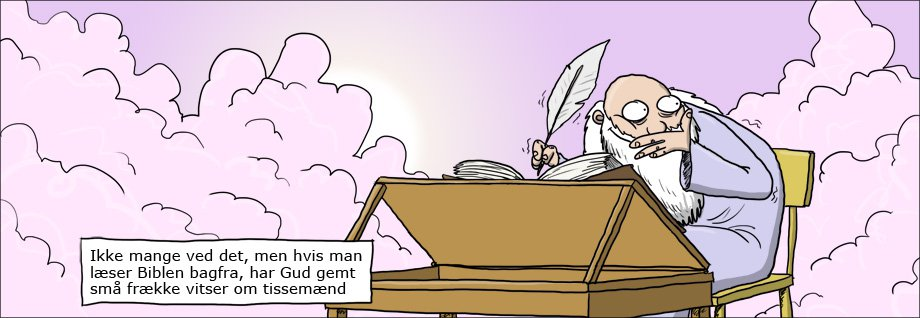 Ikke mange ved det, men hvis man
læser Biblen bagfra, har Gud gemt
små frække vitser om tissemænd